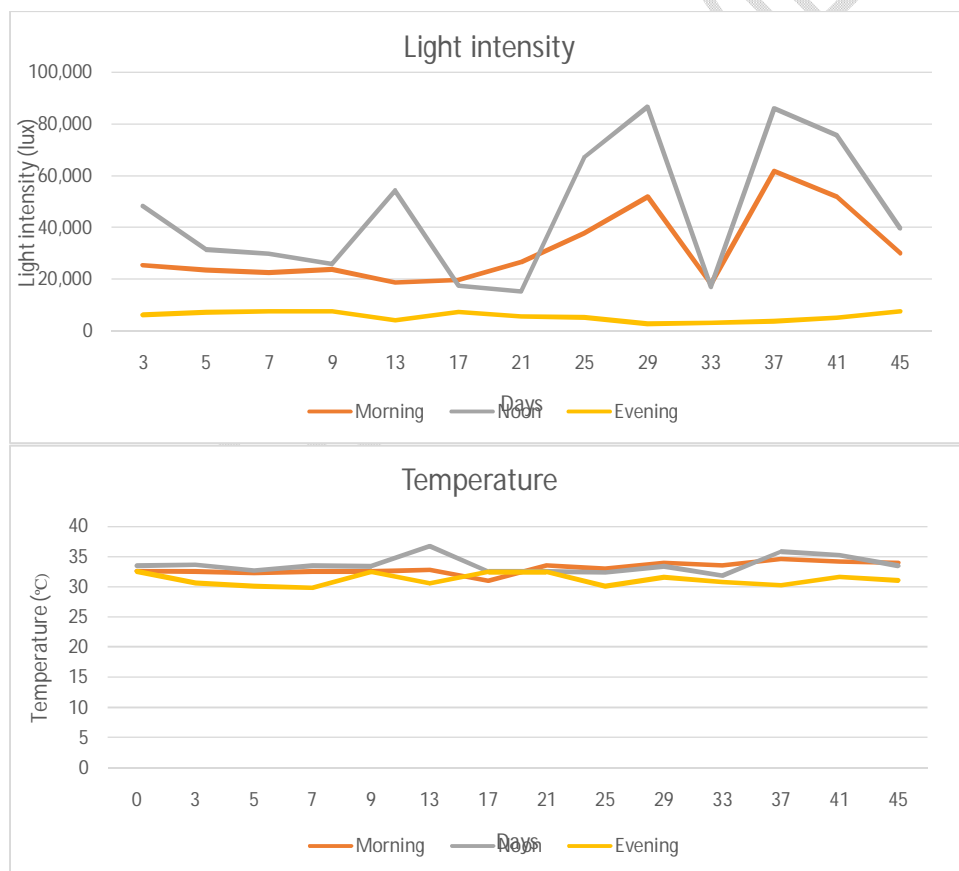 Light intensity
100,000
80,000
60,000
40,000
20,000
0
Light intensity (lux)
3 5 7 9 13 17 21 25 29 33 37 41 45
Days
Morning Noon Evening
Temperature
40
35
30
25
20
15
10
5
0
Temperature (°C)
0 3 5 7 9 13 17 21 25 29 33 37 41 45
Days
Morning Noon Evening